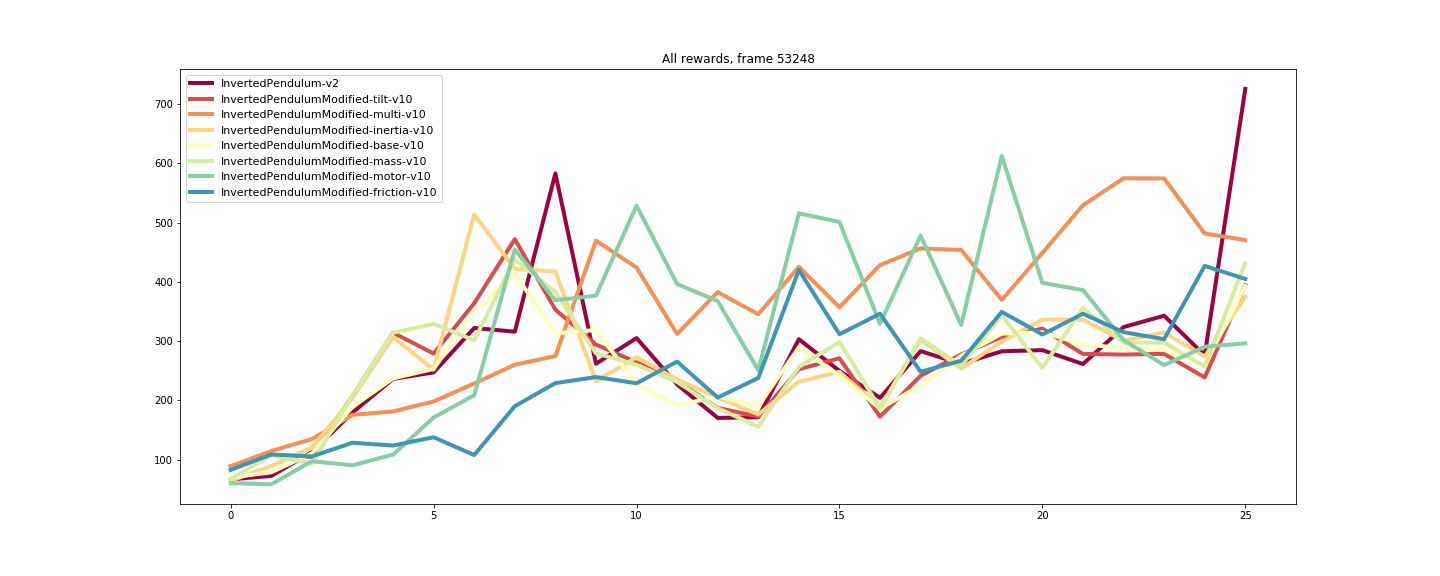 All rewards, frame 53248
InvertedPendulum-v2
InvertedPendulumModified-tilt-v10
InvertedPendulumModified-multi-v10
InvertedPendulumModified-inertia-v10
InvertedPendulumModified-base-v10
InvertedPendulumModified-mass-v10
InvertedPendulumModified-motor-v10
InvertedPendulumModified-friction-v10
700
600
500
400
300
200
100
0 5 10 15 20 25